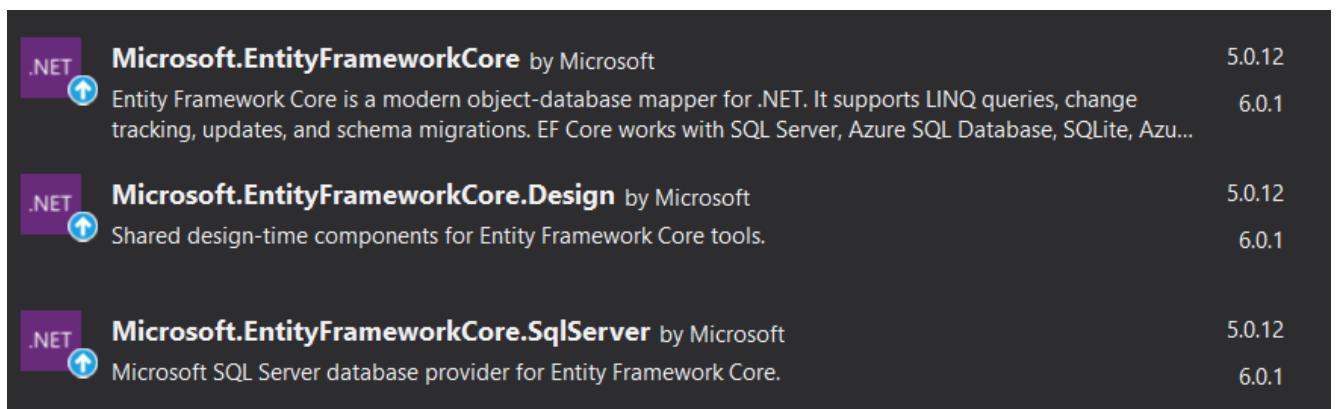 .NET
Microsoft.EntityFrameworkCore by Microsoft 5.0.12
Entity Framework Core is a modern object-database mapper for .NET. It supports LINQ queries, change 6.0.1
tracking, updates, and schema migrations. EF Core works with SQL Server, Azure SQL Database, SQLite, Azu...
.NET
Microsoft.EntityFrameworkCore.Design by Microsoft 5.0.12
Shared design-time components for Entity Framework Core tools. 6.0.1
.NET
Microsoft.EntityFrameworkCore.SqlServer by Microsoft 5.0.12
Microsoft SQL Server database provider for Entity Framework Core. 6.0.1